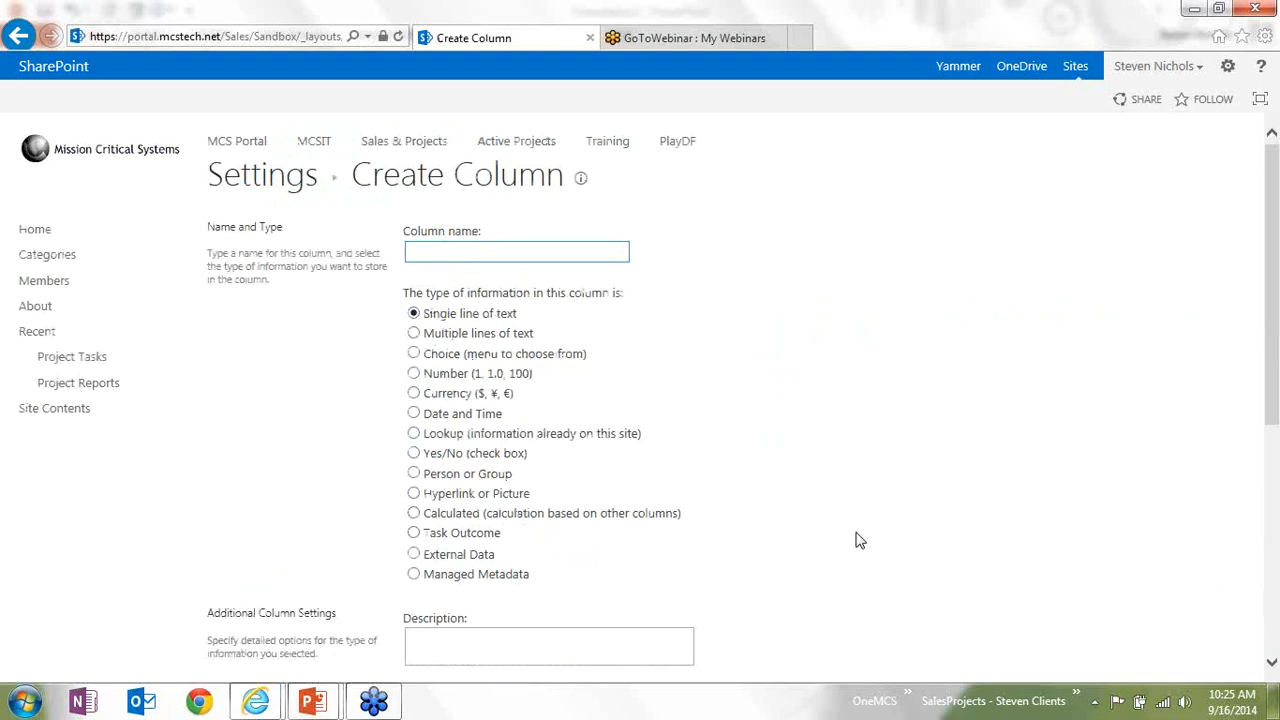 https://portal.mcstech.net/Sales/Sandbox/_layouts,
Create Column
GoToWebinar : My Webinars
SharePoint
Yammer
OneDrive
Sites
Steven Nichols
SHARE
FOLLOW
Mission Critical Systems
MCS Portal
MCSIT
Sales & Projects
Active Projects
Training
PlayDF
Settings
Create Column
Home
Categories
Members
About
Recent
Project Tasks
Project Reports
Site Contents
Name and Type
Type a name for this column, and select
the type of information you want to store
in the column.
Column name:
The type of information in this column is:
Single line of text
Multiple lines of text
Choice (menu to choose from)
Number (1, 1.0, 100)
Currency ($, ¥, €)
Date and Time
Lookup (information already on this site)
Yes/No (check box)
Person or Group
Hyperlink or Picture
Calculated (calculation based on other columns)
Task Outcome
External Data
Managed Metadata
Additional Column Settings
Specify detailed options for the type of
information you selected.
Description:
OneMCS
SalesProjects - Steven Clients
10:25 AM
9/16/2014